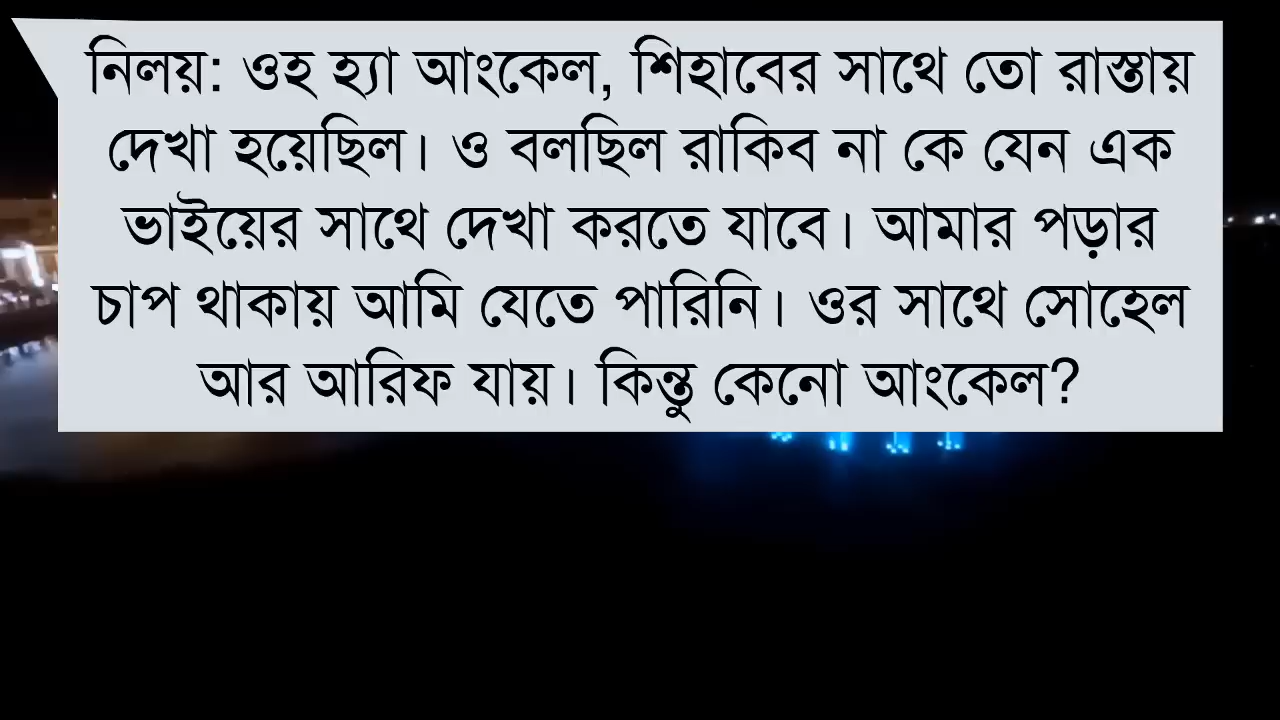 নিলয়: ওহ হ্যা আংকেল, শিহাবের সাথে তো রাস্তায়
দেখা হয়েছিল। ও বলছিল রাকিব না কে যেন এক
ভাইয়ের সাথে দেখা করতে যাবে। আমার পড়ার
চাপ থাকায় আমি যেতে পারিনি। ওর সাথে সোহেল
আর আরিফ যায়। কিন্তু কেনো আংকেল?